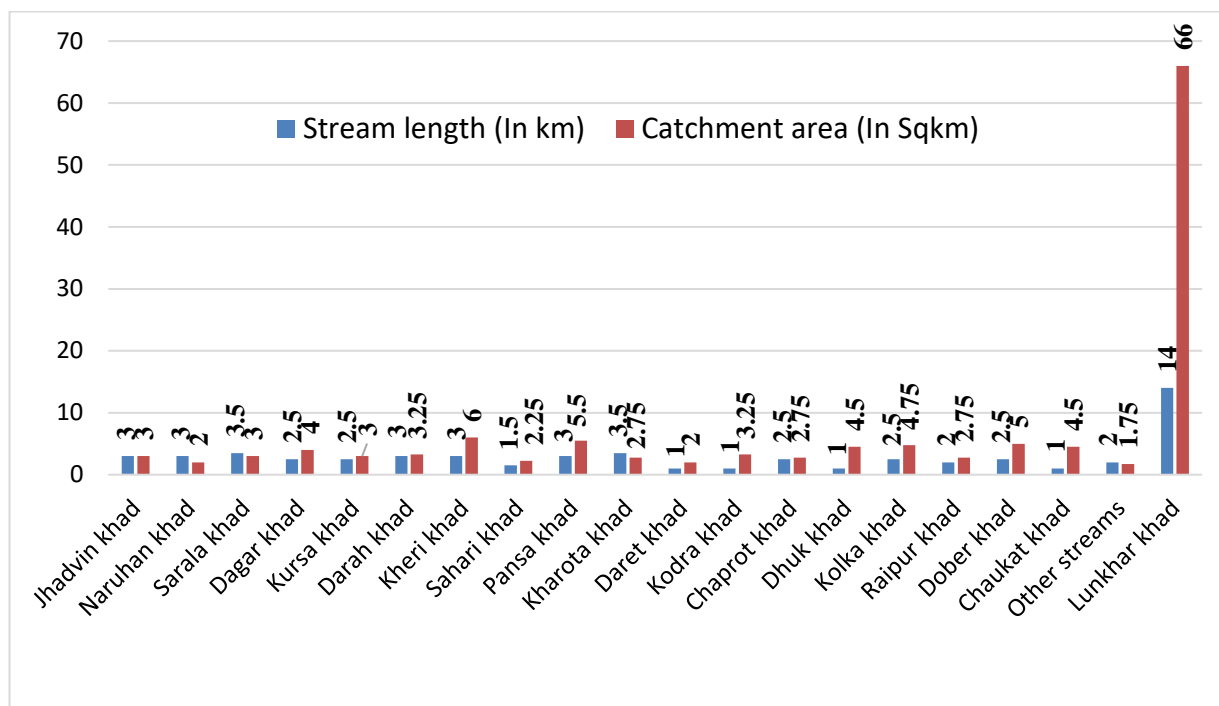 70
60
50
40
30
20
10
0
Stream length (In km) Catchment area (In Sqkm)
3 3
3 2
3.5 3
2.5 4
2.5 3
3 3.25
3 6
1.5 2.25
3 5.5
3.5 2.75
1 2
1 3.25
2.5 2.75
1 4.5
2.5 4.75
2 2.75
2.5 5
1 4.5
2 1.75
14 66
Jhadvin khad
Naruhan khad
Sarala khad
Dagar khad
Kursa khad
Darah khad
Kheri khad
Sahari khad
Pansa khad
Kharota khad
Daret khad
Kodra khad
Chaprot khad
Dhuk khad
Kolka khad
Raipur khad
Dober khad
Chaukat khad
Other streams
Lunkhar khad